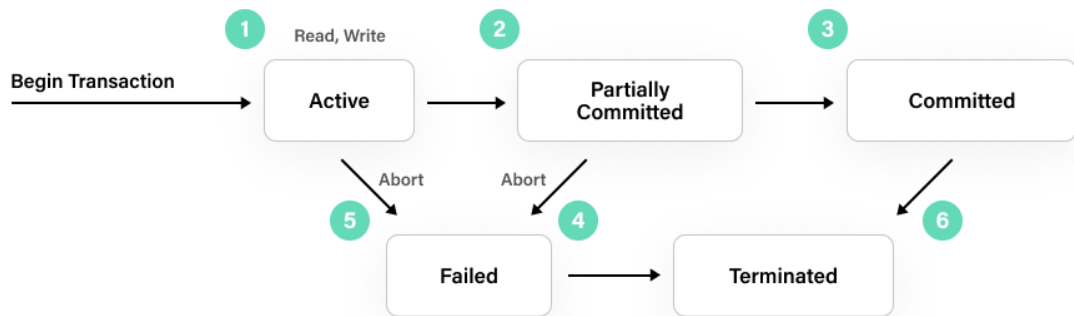 1
Read, Write
2
3
Begin Transaction
Active
Partially
Committed
Committed
Abort
Abort
5
4
6
Failed
Terminated